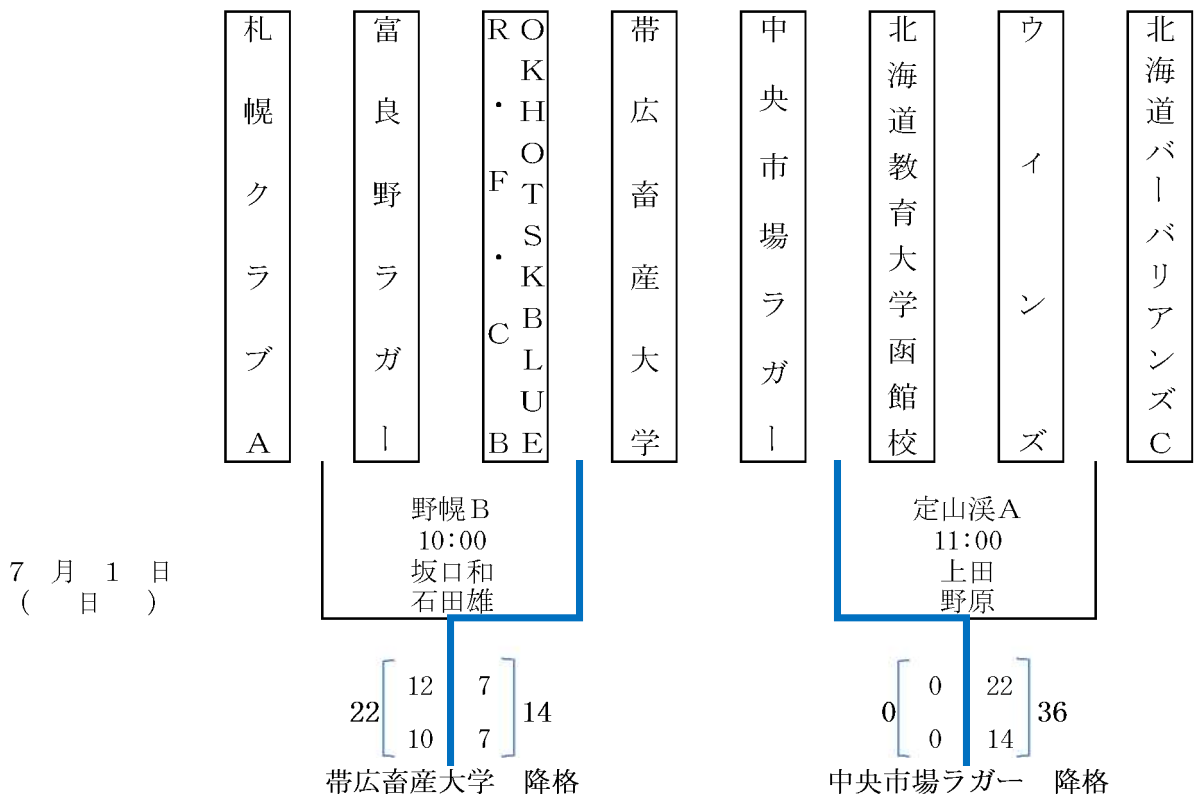 札幌クラブA
富良野ラガー
OKHOTSKBLUE
R・F・CB
帯広畜産大学
中央市場ラガー
北海道教育大学函館校
ウィンズ
北海道バーバリアンズC
7 月 1 日
( 日 )
野幌B
10:00
坂口和
石田雄
定山渓A
11:00
上田
野原
12 7
22 14
10 7
0 22
0 36
0 14
帯広畜産大学 降格
中央市場ラガー 降格